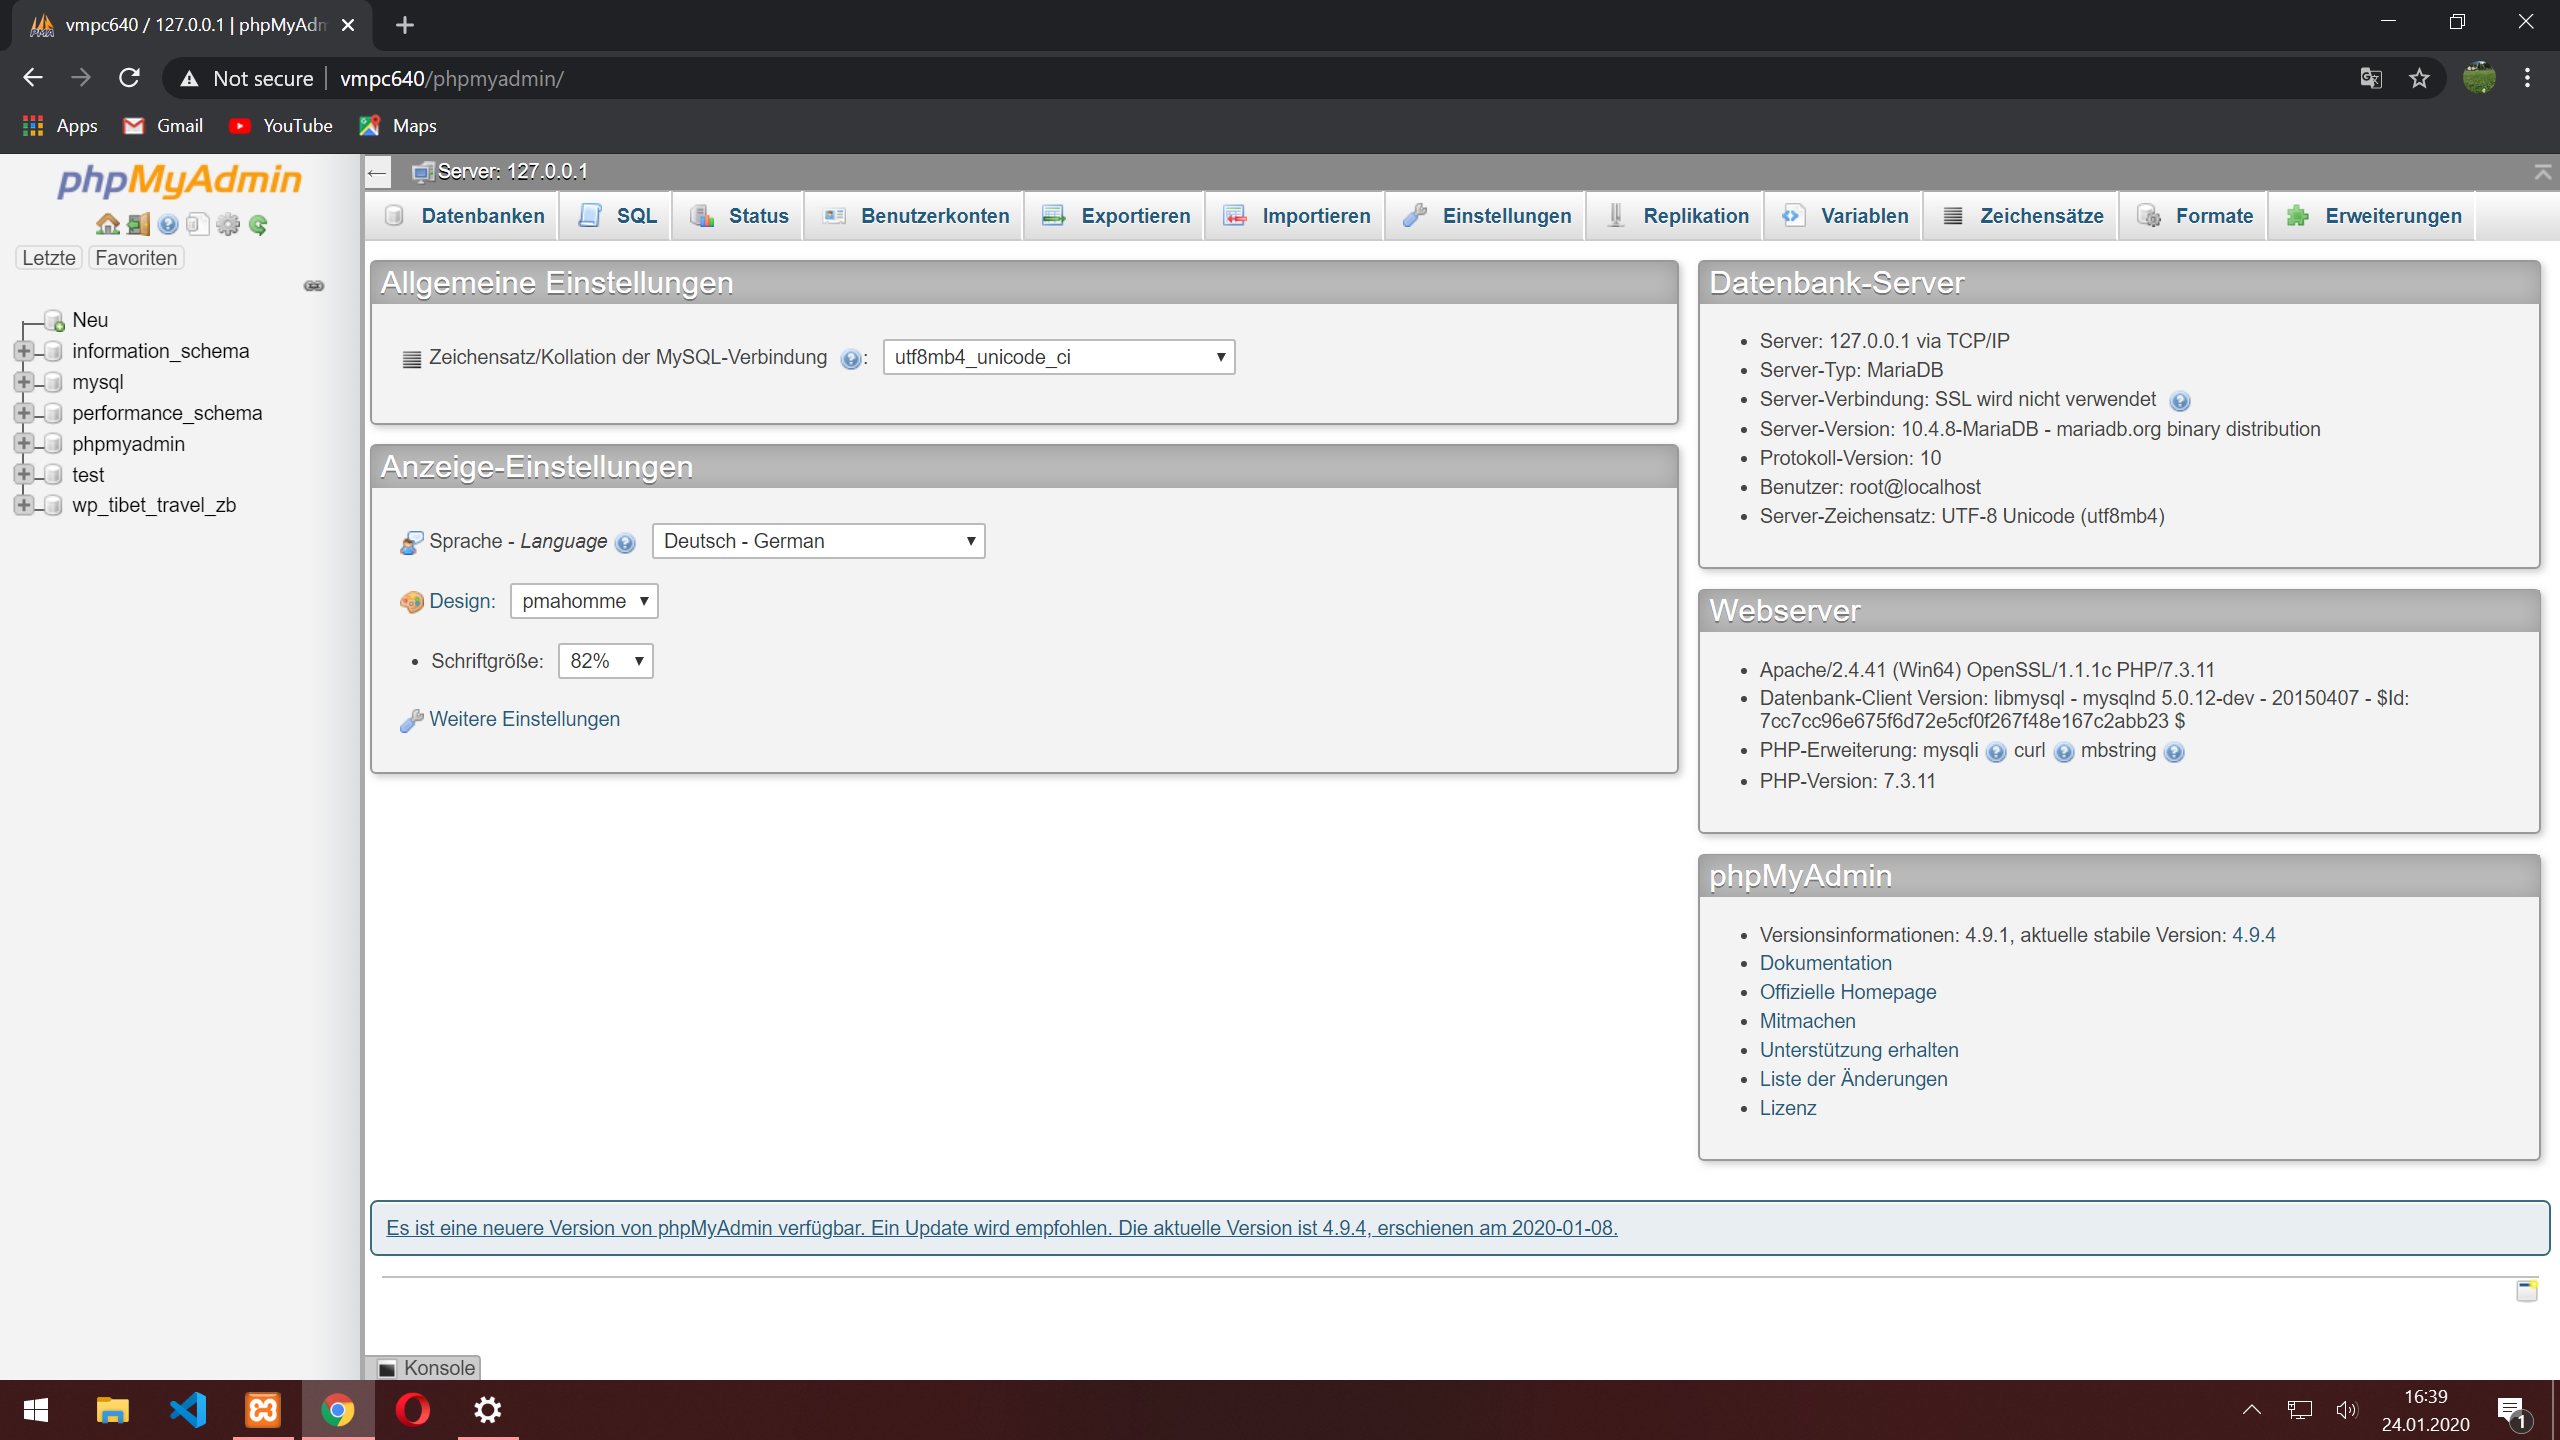 vmpc640 / 127.0.0.1 | phpMyAdm
Not secure vmpc640/phpmyadmin/
Apps Gmail YouTube Maps
phpMyAdmin
Letzte Favoriten
Neu
information_schema
mysql
performance_schema
phpmyadmin
test
wp_tibet_travel_zb
Server: 127.0.0.1
Datenbanken SQL Status Benutzerkonten Exportieren Importieren Einstellungen Replikation Variablen Zeichensätze Formate Erweiterungen
Allgemeine Einstellungen
Zeichensatz/Kollation der MySQL-Verbindung : utf8mb4_unicode_ci
Anzeige-Einstellungen
Sprache - Language Deutsch - German
Design: pmahomme
Schriftgröße: 82%
Weitere Einstellungen
Datenbank-Server
Server: 127.0.0.1 via TCP/IP
Server-Typ: MariaDB
Server-Verbindung: SSL wird nicht verwendet
Server-Version: 10.4.8-MariaDB - mariadb.org binary distribution
Protokoll-Version: 10
Benutzer: root@localhost
Server-Zeichensatz: UTF-8 Unicode (utf8mb4)
Webserver
Apache/2.4.41 (Win64) OpenSSL/1.1.1c PHP/7.3.11
Datenbank-Client Version: libmysql - mysqlnd 5.0.12-dev - 20150407 - $Id:
7cc7cc96e675f6d72e5cf0f267f48e167c2abb23 $
PHP-Erweiterung: mysqli curl mbstring
PHP-Version: 7.3.11
phpMyAdmin
Versionsinformationen: 4.9.1, aktuelle stabile Version: 4.9.4
Dokumentation
Offizielle Homepage
Mitmachen
Unterstützung erhalten
Liste der Änderungen
Lizenz
Es ist eine neuere Version von phpMyAdmin verfügbar. Ein Update wird empfohlen. Die aktuelle Version ist 4.9.4, erschienen am 2020-01-08.
Konsole
16:39
24.01.2020
1